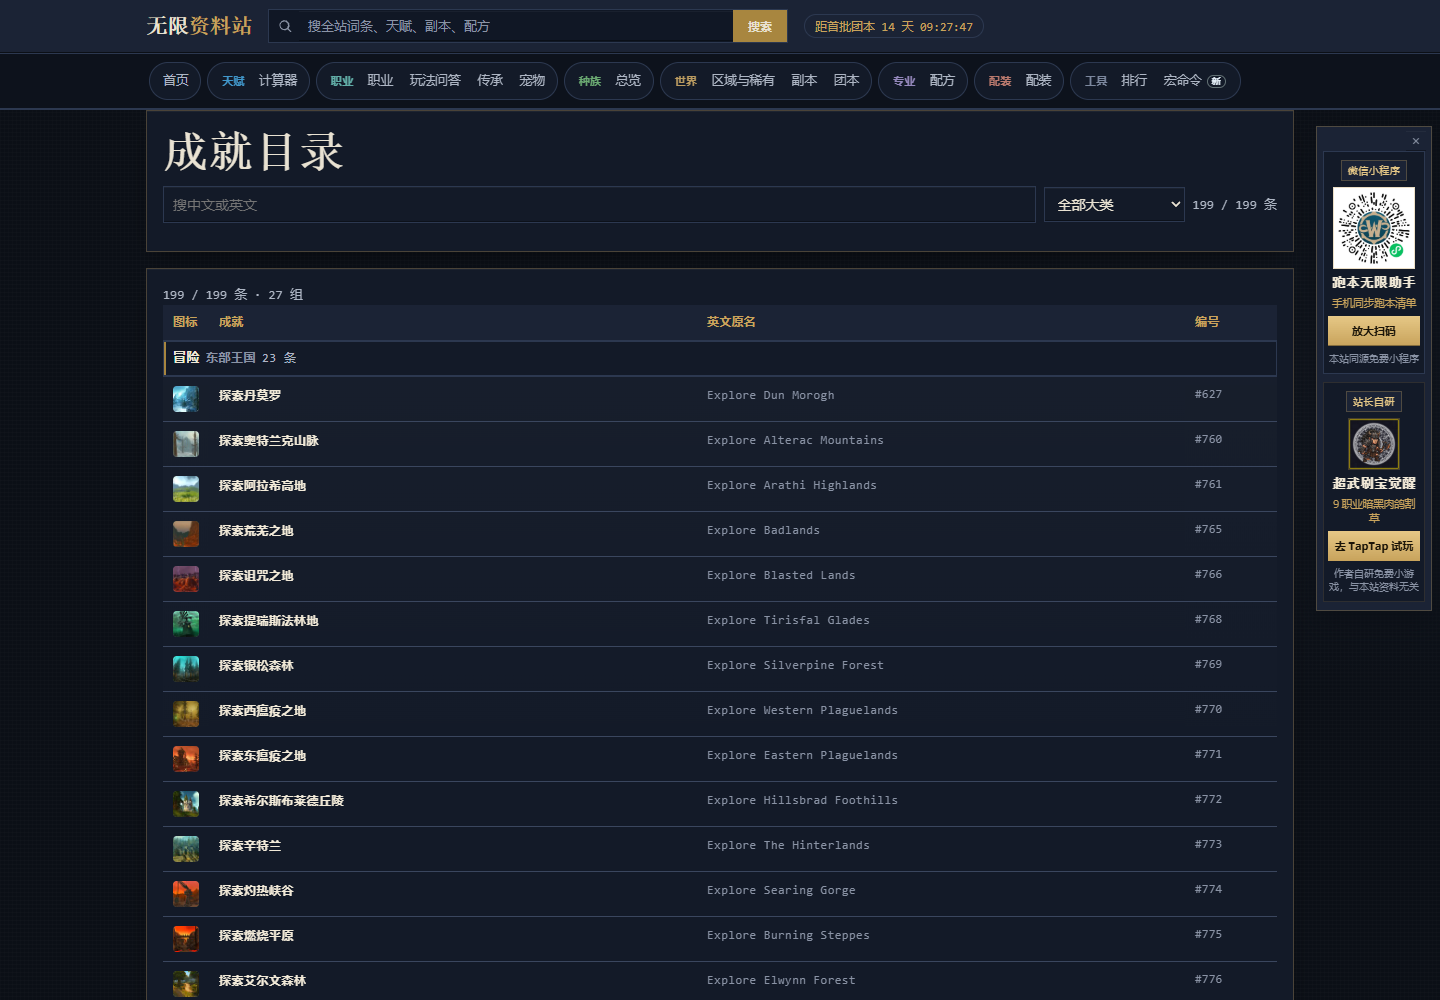 无限资料站
搜全站词条、天赋、副本、配方
搜索
距首批团本 14 天 09:27:47
首页
天赋 计算器
职业 职业 玩法问答 传承 宠物
种族 总览
世界 区域与稀有 副本 团本
专业 配方
配装 配装
工具 排行 宏命令 新
成就目录
搜中文或英文
全部大类
199 / 199 条
199 / 199 条 · 27 组
图标 成就 英文原名 编号
冒险 东部王国 23 条
探索丹莫罗 Explore Dun Morogh #627
探索奥特兰克山脉 Explore Alterac Mountains #760
探索阿拉希高地 Explore Arathi Highlands #761
探索荒芜之地 Explore Badlands #765
探索诅咒之地 Explore Blasted Lands #766
探索提瑞斯法林地 Explore Tirisfal Glades #768
探索银松森林 Explore Silverpine Forest #769
探索西瘟疫之地 Explore Western Plaguelands #770
探索东瘟疫之地 Explore Eastern Plaguelands #771
探索希尔斯布莱德丘陵 Explore Hillsbrad Foothills #772
探索辛特兰 Explore The Hinterlands #773
探索灼热峡谷 Explore Searing Gorge #774
探索燃烧平原 Explore Burning Steppes #775
探索艾尔文森林 Explore Elwynn Forest #776
×
微信小程序
W
跑本无限助手
手机同步跑本清单
放大扫码
本站同源免费小程序
站长自研
超武刷宝觉醒
9 职业暗黑肉鸽割
草
去 TapTap 试玩
作者自研免费小游
戏，与本站资料无关